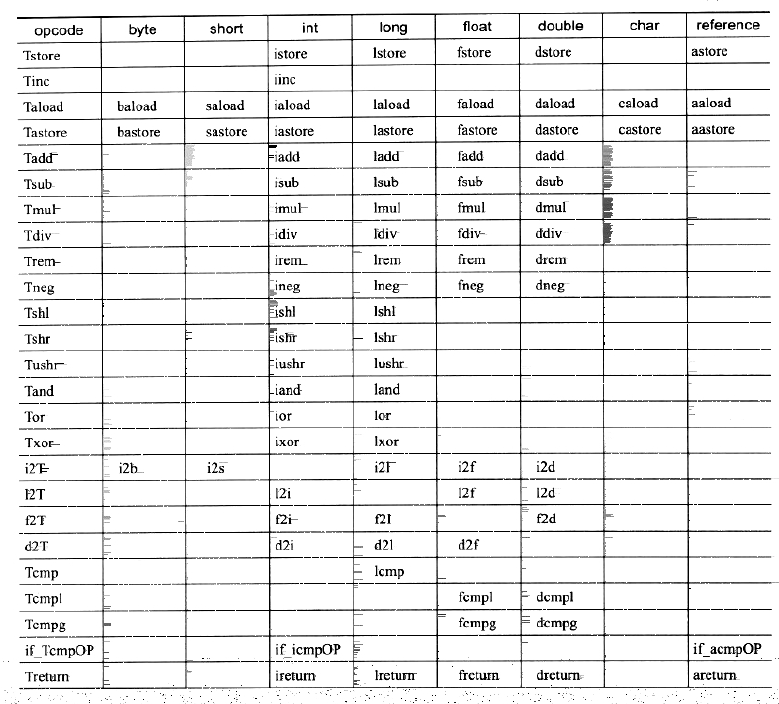 opcode byte short int long float double char reference
Tstore istore lstore fstore dstore astore
Tinc iinc
Taload baload saload iaload laload faload daload caload aaload
Tastore bastore sastore iastore lastore fastore dastore castore aastore
Tadd iadd ladd fadd dadd
Tsub isub lsub fsub dsub
Tmul imul lmul fmul dmul
Tdiv idiv ldiv fdiv ddiv
Trem irem lrem frem drem
Tneg ineg lneg fneg dneg
Tshl ishl lshl
Tshr ishr lshr
Tushr iushr lushr
Tand iand land
Tor ior lor
Txor ixor lxor
i2T i2b i2s i2l i2f i2d
l2T l2i l2f l2d
f2T f2i f2l f2d
d2T d2i d2l d2f
Tcmp lcmp
Tcmpl fcmpl dcmpl
Tcmpg fcmpg dcmpg
if_TcmpOP if_icmpOP if_acmpOP
Treturn ireturn lreturn freturn dreturn areturn